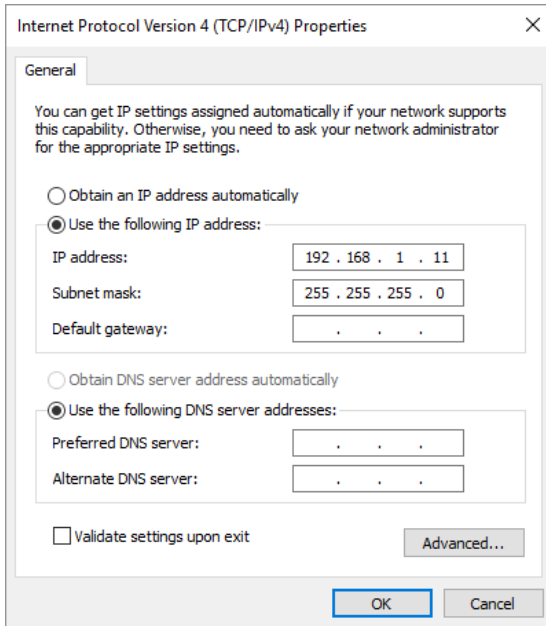 Internet Protocol Version 4 (TCP/IPv4) Properties
General
You can get IP settings assigned automatically if your network supports
this capability. Otherwise, you need to ask your network administrator
for the appropriate IP settings.
Obtain an IP address automatically
Use the following IP address:
IP address: 192 . 168 . 1 . 11
Subnet mask: 255 . 255 . 255 . 0
Default gateway: . . .
Obtain DNS server address automatically
Use the following DNS server addresses:
Preferred DNS server: . . .
Alternate DNS server: . . .
Validate settings upon exit
Advanced...
OK Cancel